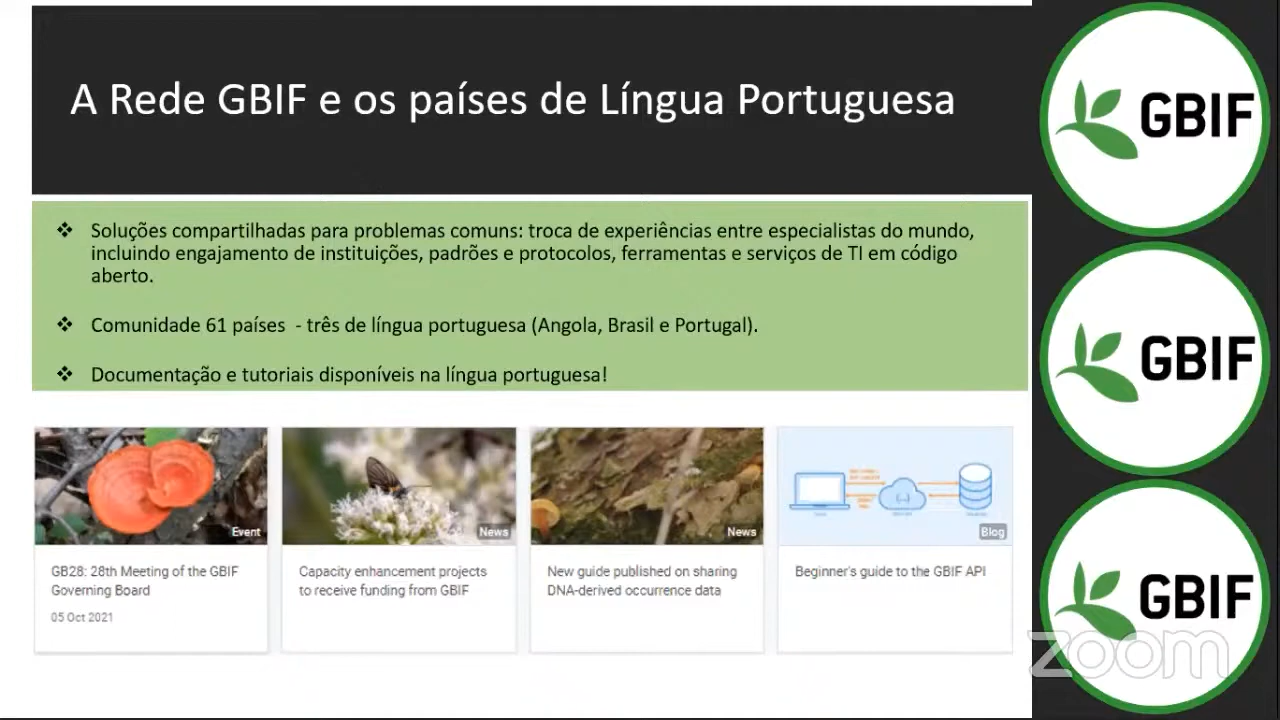 A Rede GBIF e os países de Língua Portuguesa
❖ Soluções compartilhadas para problemas comuns: troca de experiências entre especialistas do mundo,
incluindo engajamento de instituições, padrões e protocolos, ferramentas e serviços de TI em código
aberto.
❖ Comunidade 61 países - três de língua portuguesa (Angola, Brasil e Portugal).
❖ Documentação e tutoriais disponíveis na língua portuguesa!
Event
GB28: 28th Meeting of the GBIF
Governing Board
05 Oct 2021
News
Capacity enhancement projects
to receive funding from GBIF
News
New guide published on sharing
DNA-derived occurrence data
Blog
Beginner's guide to the GBIF API
GBIF
GBIF
GBIF
zoom